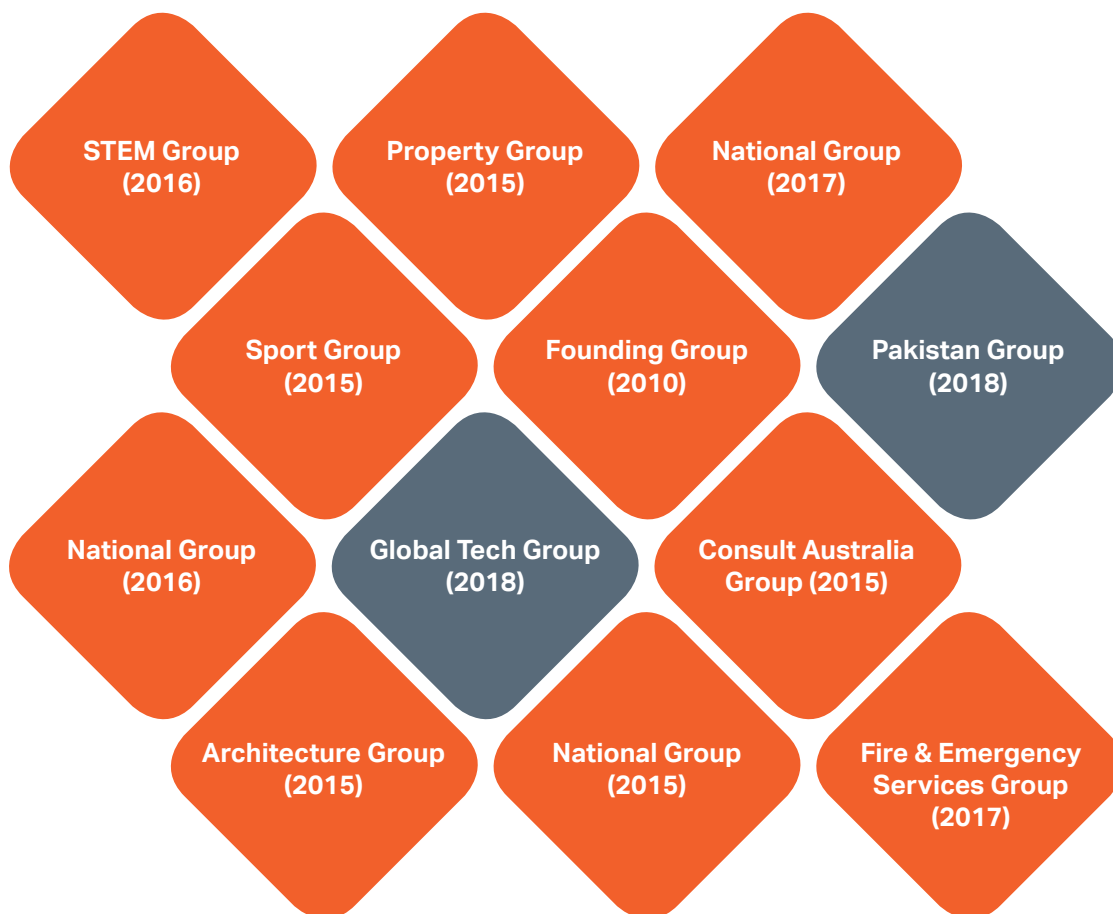 STEM Group
(2016)
Property Group
(2015)
National Group
(2017)
Sport Group
(2015)
Founding Group
(2010)
Pakistan Group
(2018)
National Group
(2016)
Global Tech Group
(2018)
Consult Australia
Group (2015)
Architecture Group
(2015)
National Group
(2015)
Fire & Emergency
Services Group
(2017)